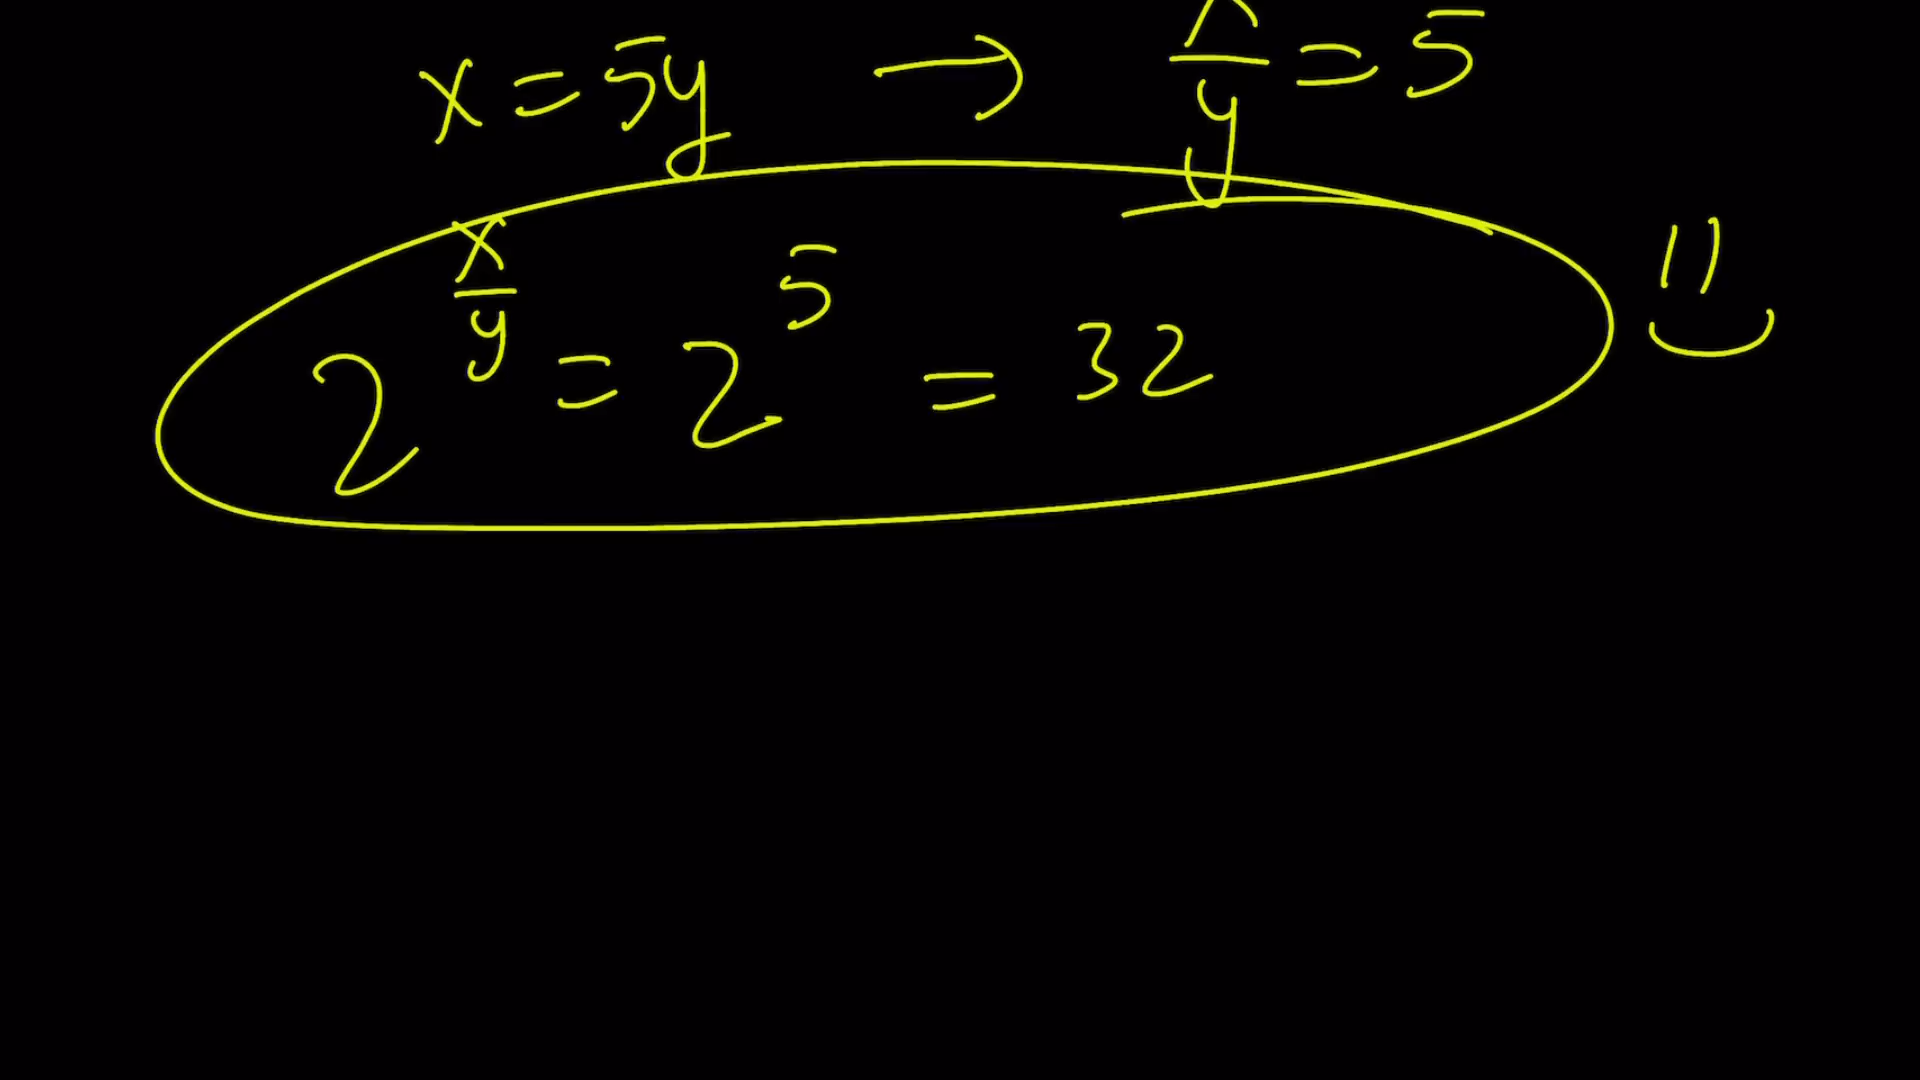 x = 5y → x/y = 5
2^(x/y) = 2^5 = 32